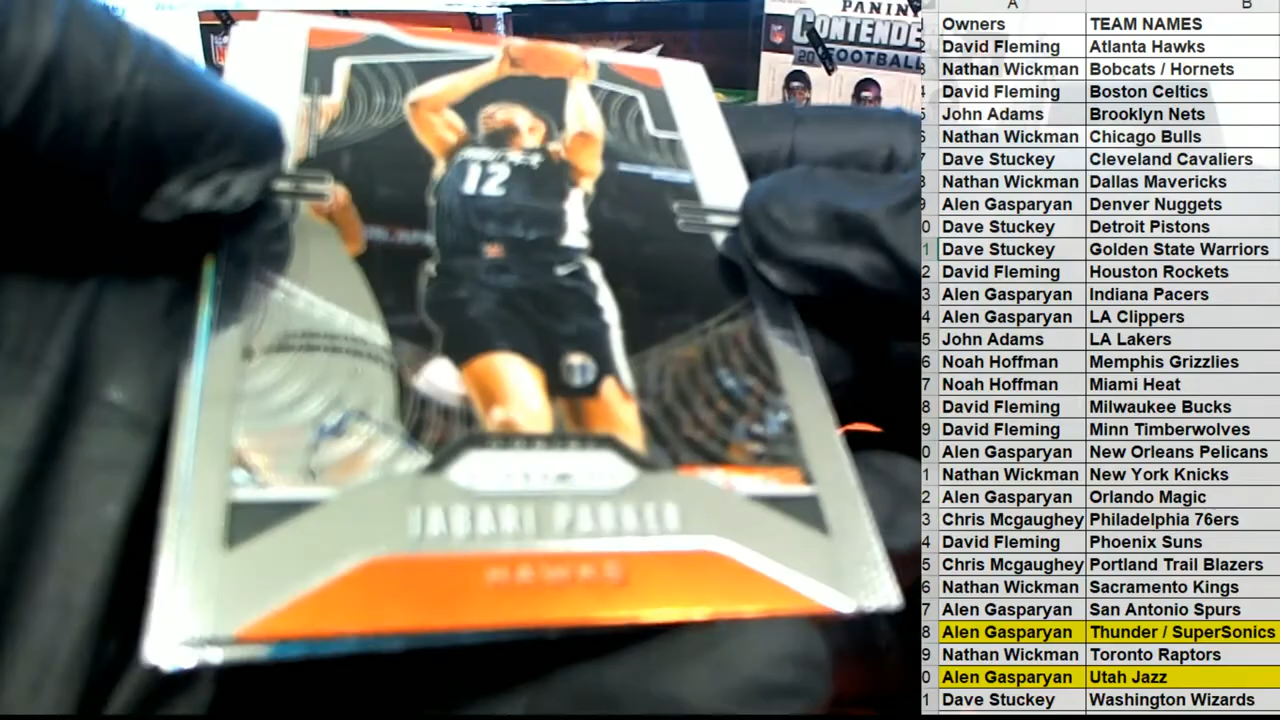 PANINI
CONTENDE
20 FOOTBALL
12
JABARI PARKER
HAWKS
A B
Owners TEAM NAMES
David Fleming Atlanta Hawks
Nathan Wickman Bobcats / Hornets
David Fleming Boston Celtics
John Adams Brooklyn Nets
Nathan Wickman Chicago Bulls
Dave Stuckey Cleveland Cavaliers
Nathan Wickman Dallas Mavericks
Alen Gasparyan Denver Nuggets
Dave Stuckey Detroit Pistons
Dave Stuckey Golden State Warriors
David Fleming Houston Rockets
Alen Gasparyan Indiana Pacers
Alen Gasparyan LA Clippers
John Adams LA Lakers
Noah Hoffman Memphis Grizzlies
Noah Hoffman Miami Heat
David Fleming Milwaukee Bucks
David Fleming Minn Timberwolves
Alen Gasparyan New Orleans Pelicans
Nathan Wickman New York Knicks
Alen Gasparyan Orlando Magic
Chris Mcgaughey Philadelphia 76ers
David Fleming Phoenix Suns
Chris Mcgaughey Portland Trail Blazers
Nathan Wickman Sacramento Kings
Alen Gasparyan San Antonio Spurs
Alen Gasparyan Thunder / SuperSonics
Nathan Wickman Toronto Raptors
Alen Gasparyan Utah Jazz
Dave Stuckey Washington Wizards